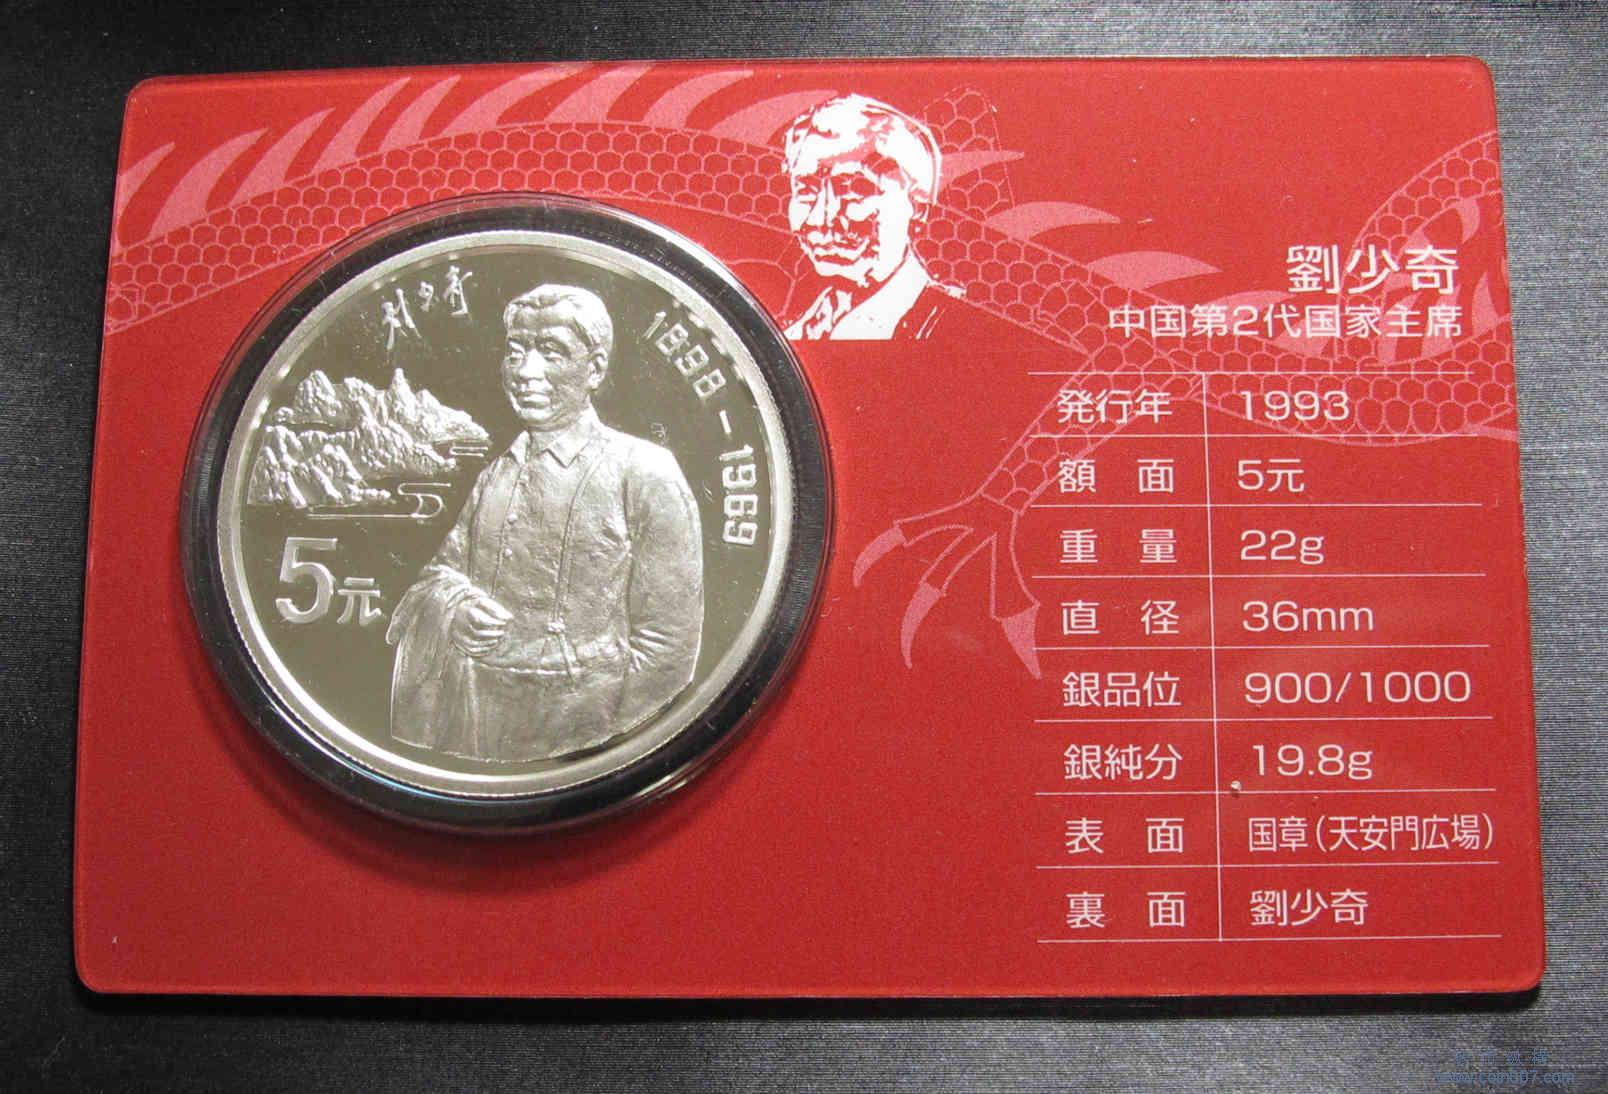 刘少奇
1898-1969
5元
劉少奇
中国第2代国家主席
発行年 1993
額面 5元
重量 22g
直径 36mm
銀品位 900/1000
銀純分 19.8g
表面 国章(天安門広場)
裏面 劉少奇
www.coin007.com